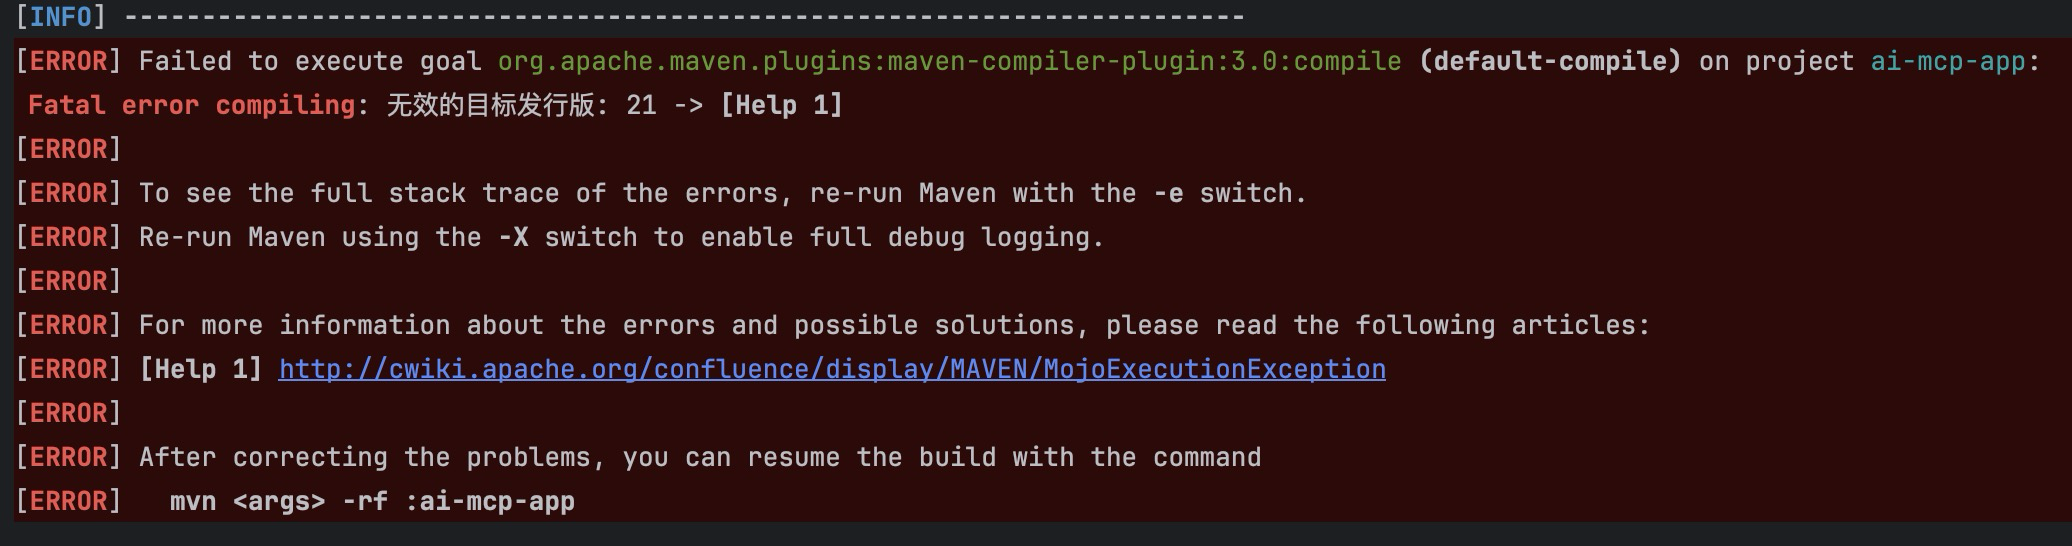 [INFO] ------------------------------------------------------------------------
[ERROR] Failed to execute goal org.apache.maven.plugins:maven-compiler-plugin:3.0:compile (default-compile) on project ai-mcp-app:
Fatal error compiling: 无效的目标发行版: 21 -> [Help 1]
[ERROR]
[ERROR] To see the full stack trace of the errors, re-run Maven with the -e switch.
[ERROR] Re-run Maven using the -X switch to enable full debug logging.
[ERROR]
[ERROR] For more information about the errors and possible solutions, please read the following articles:
[ERROR] [Help 1] http://cwiki.apache.org/confluence/display/MAVEN/MojoExecutionException
[ERROR]
[ERROR] After correcting the problems, you can resume the build with the command
[ERROR]   mvn <args> -rf :ai-mcp-app